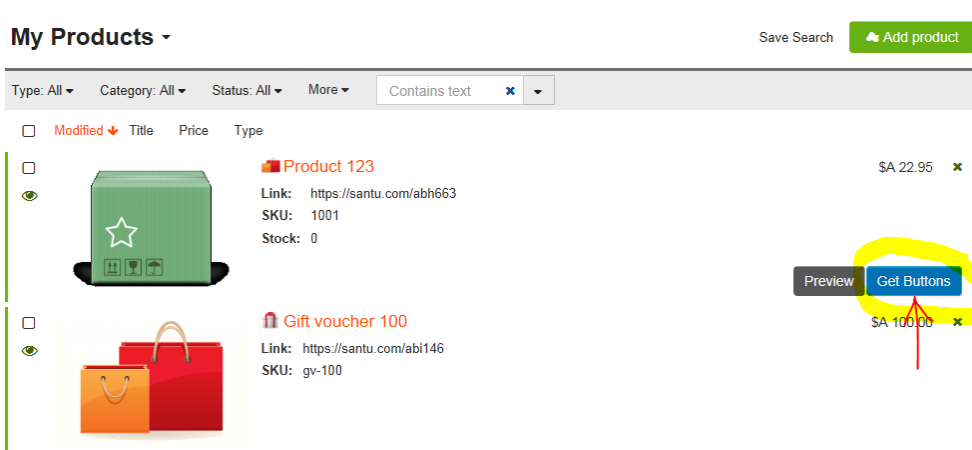 My Products
Save Search
Add product
Type: All
Category: All
Status: All
More
Contains text
Modified Title Price Type
Product 123
$A 22.95
Link: https://santu.com/abh663
SKU: 1001
Stock: 0
Preview
Get Buttons
Gift voucher 100
$A 100.00
Link: https://santu.com/abi146
SKU: gv-100